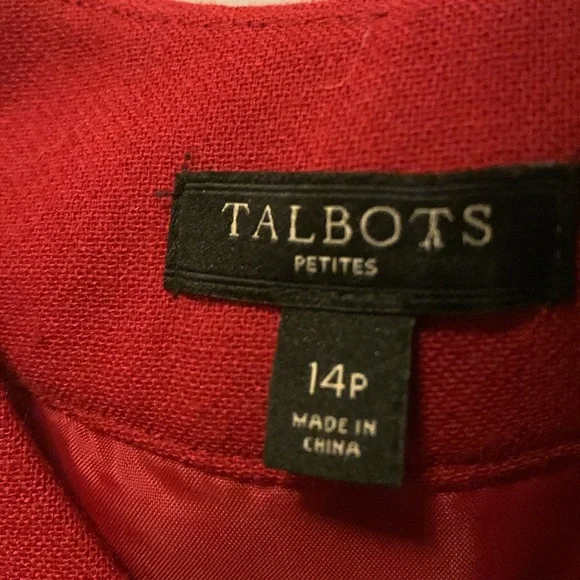 TALBOTS
PETITES
14P
MADE IN
CHINA